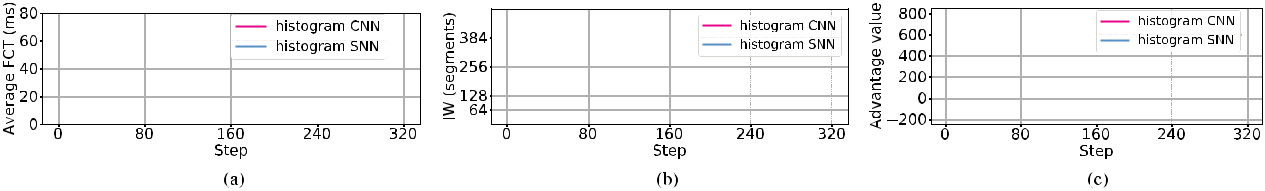 Average FCT (ms)
80
60
40
20
0
histogram CNN
histogram SNN
0 80 160 240 320
Step
(a)
IW (segments)
384
256
128
64
histogram CNN
histogram SNN
0 80 160 240 320
Step
(b)
Advantage value
800
600
400
200
0
−200
histogram CNN
histogram SNN
0 80 160 240 320
Step
(c)